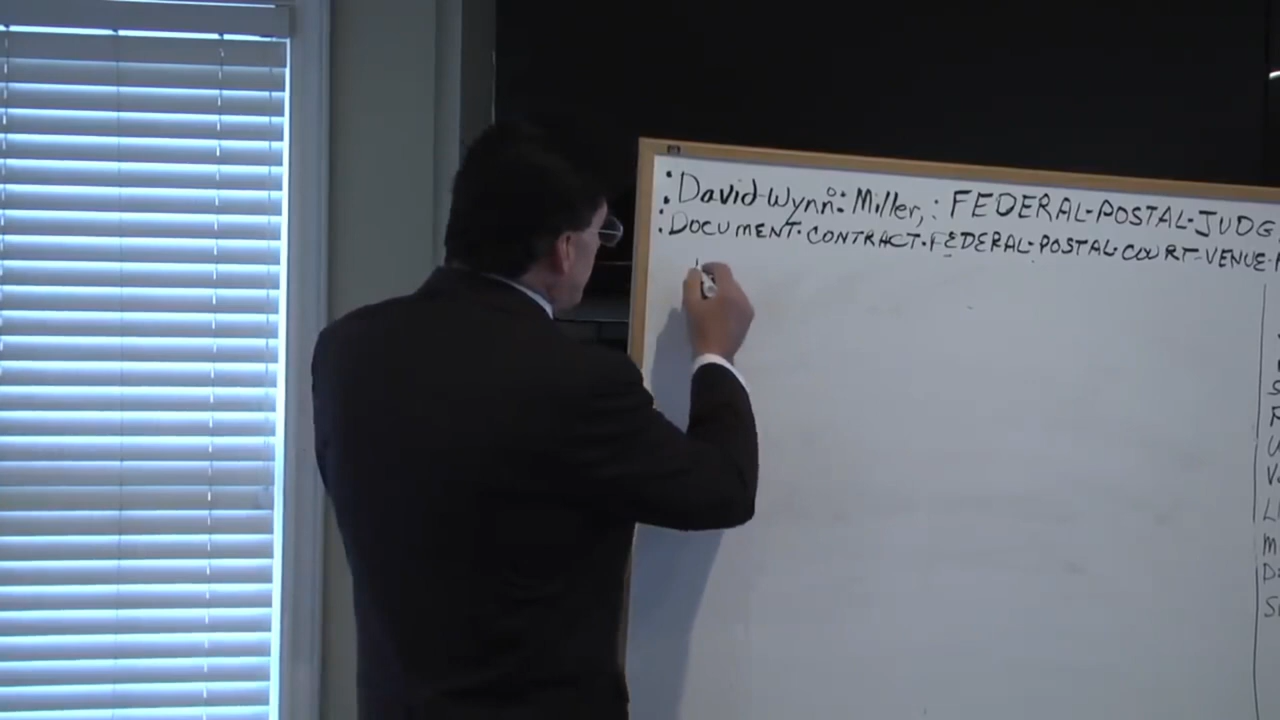 :David-Wynn: Miller, : FEDERAL-POSTAL-JUDG
:DOCUMENT-CONTRACT-FEDERAL-POSTAL-COURT-VENUE-